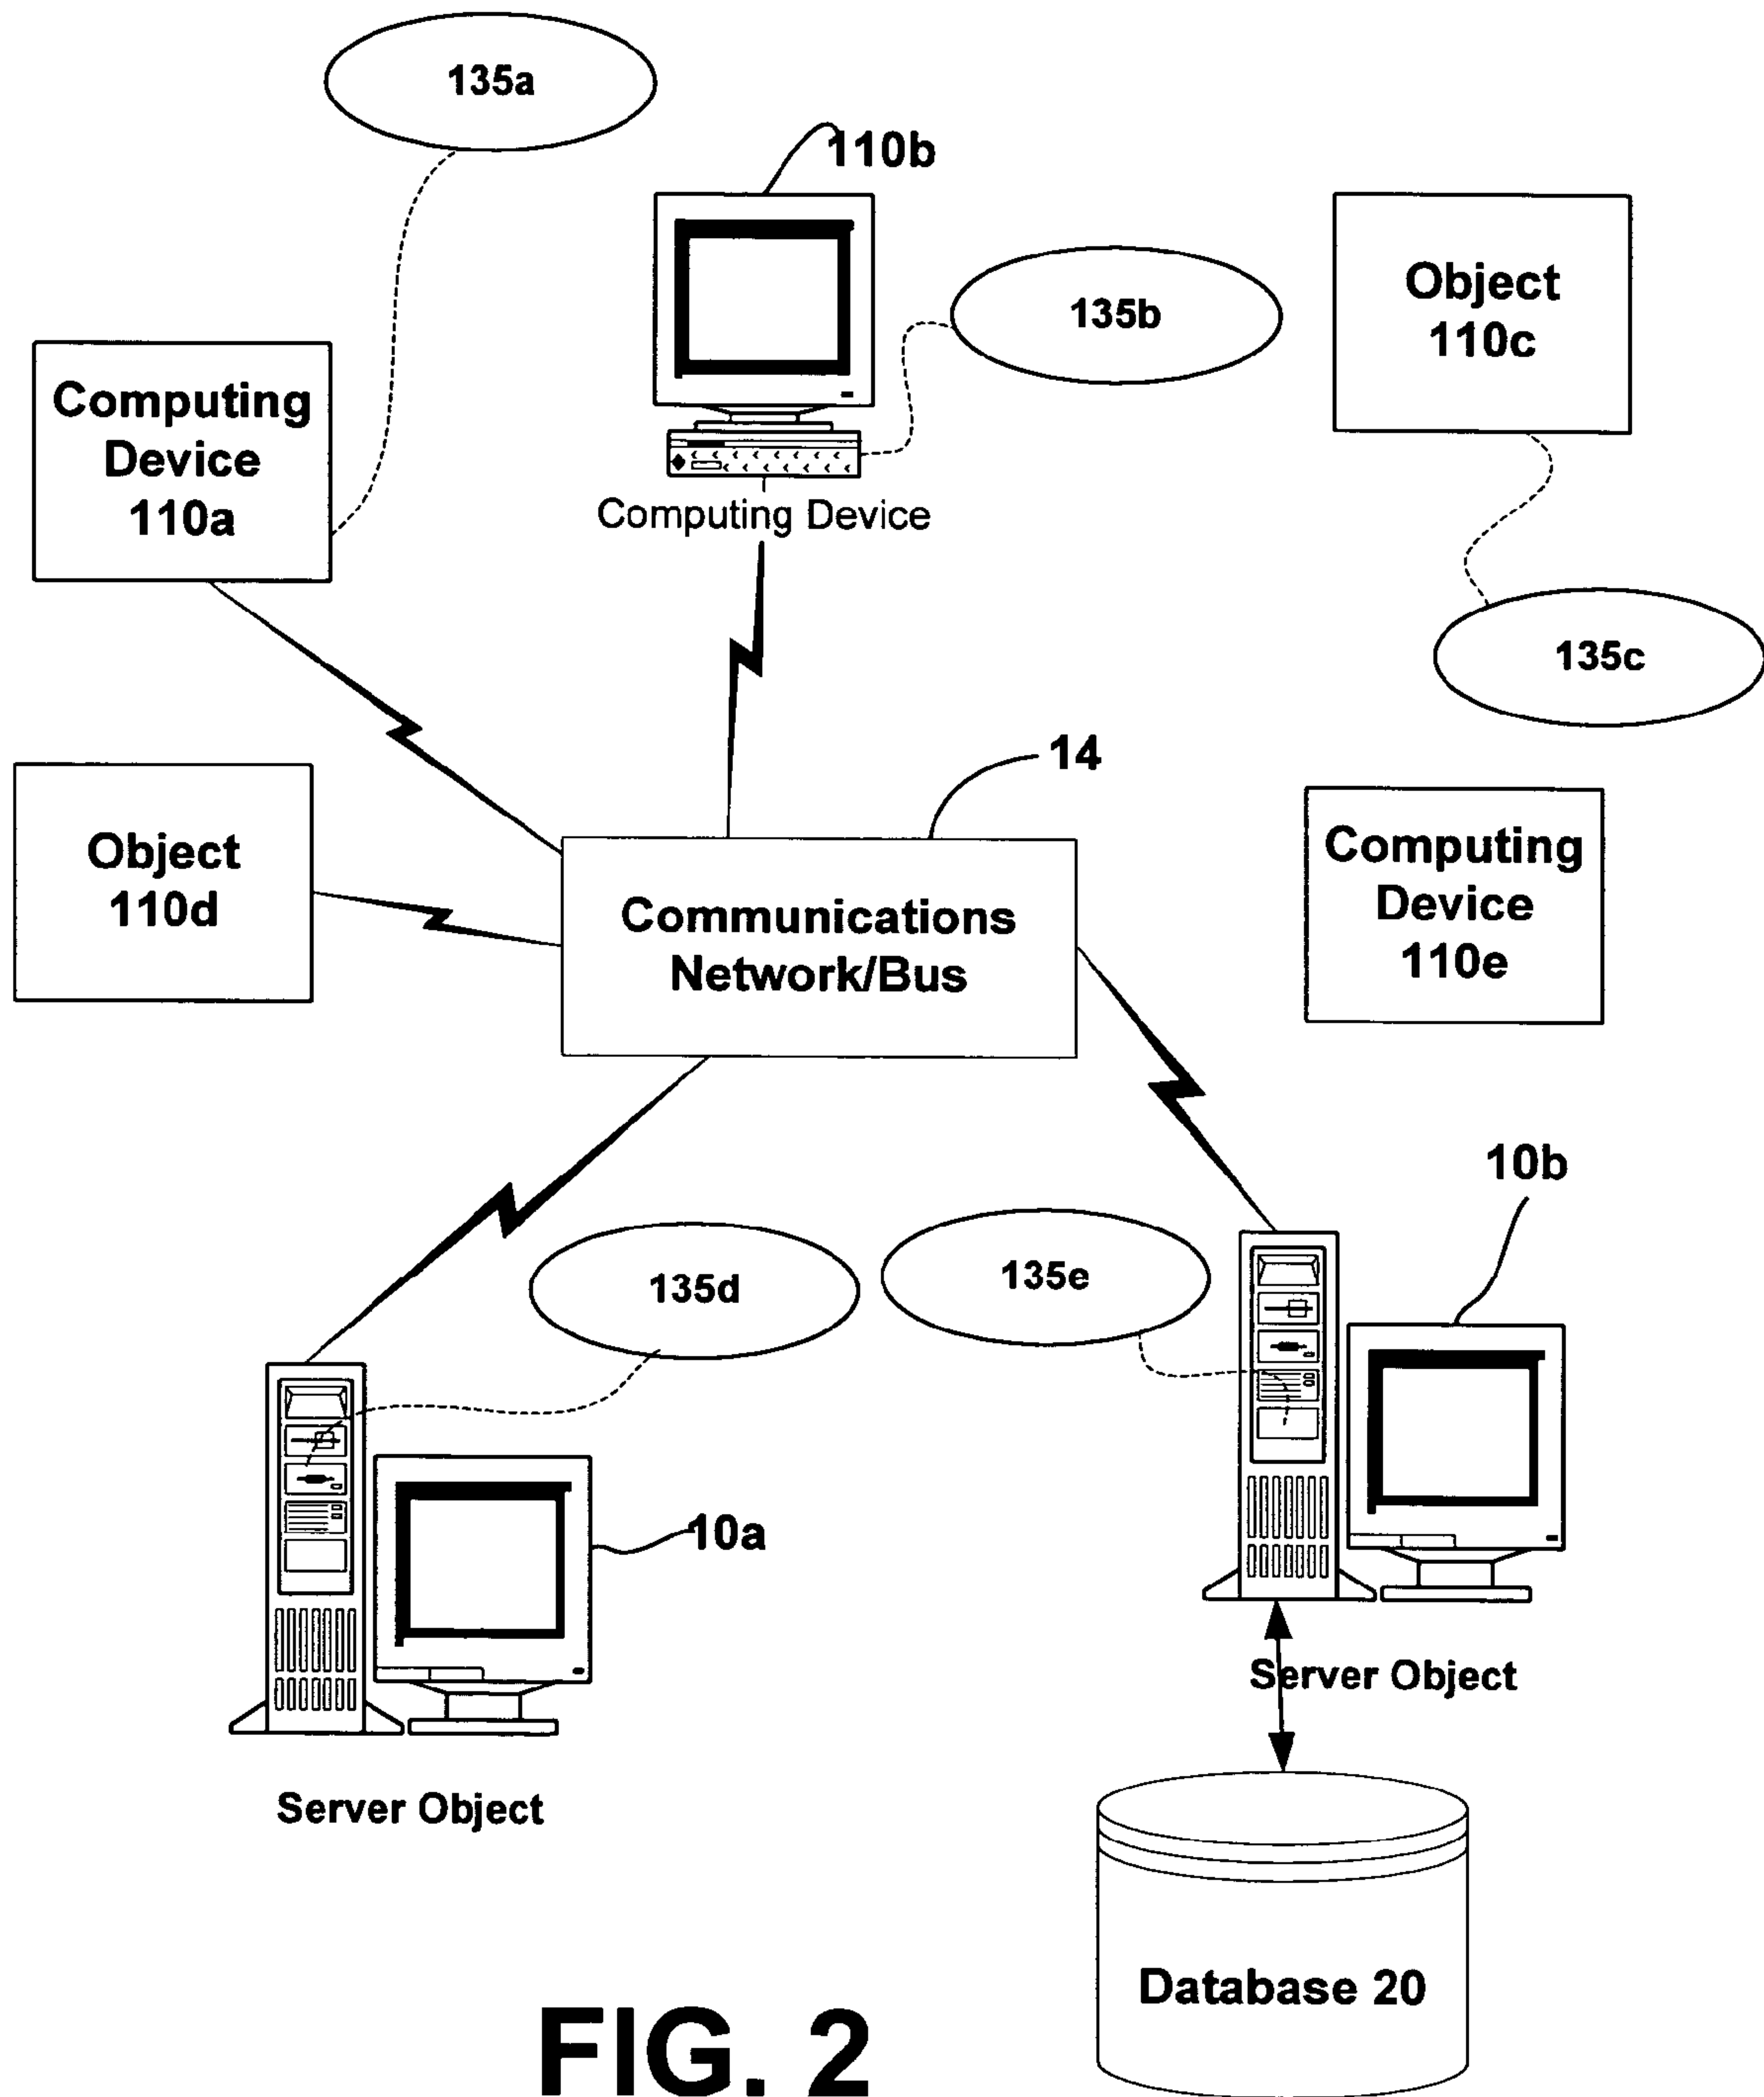 135a
110b
135b
Object
110c
Computing
Device
110a
Computing Device
135c
14
Object
110d
Communications
Network/Bus
Computing
Device
110e
10b
135d
135e
10a
Server Object
Server Object
Database 20
FIG. 2